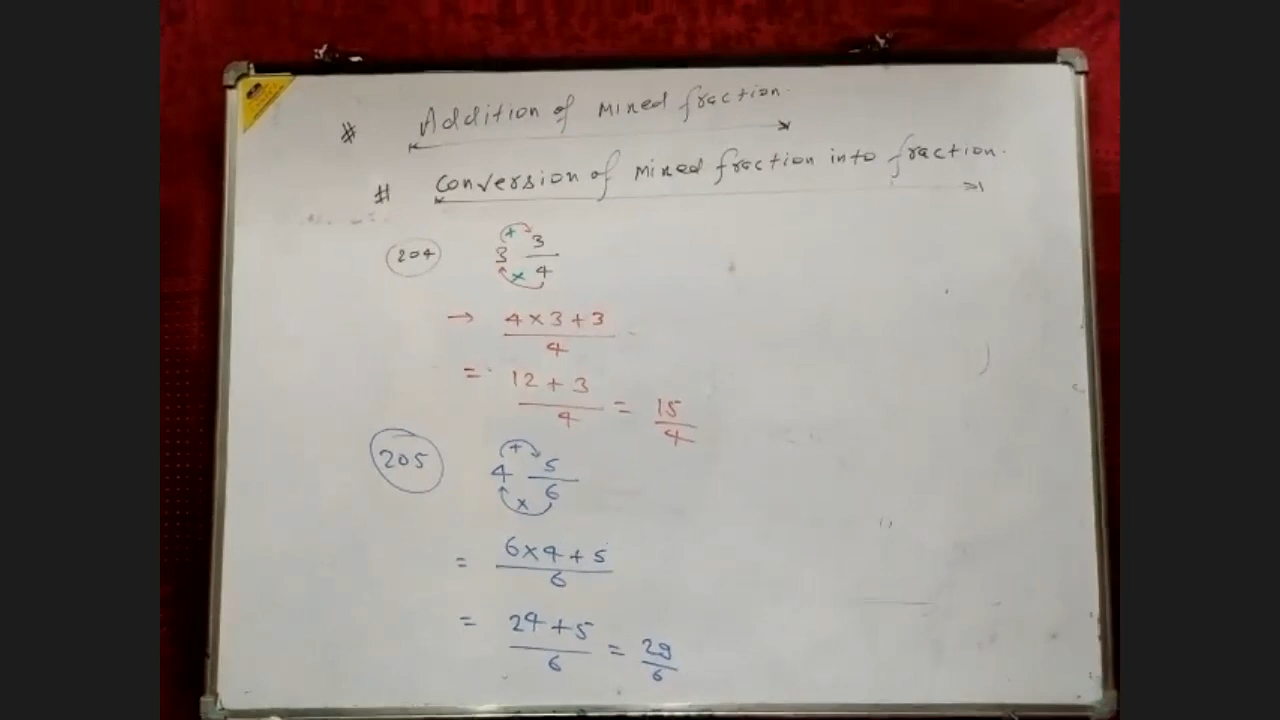 # Addition of mixed fraction.
# Conversion of mixed fraction into fraction.
204 3 3/4
+
×
→ 4×3+3/4
= 12+3/4 = 15/4
205 4 5/6
+
×
= 6×4+5/6
= 24+5/6 = 29/6